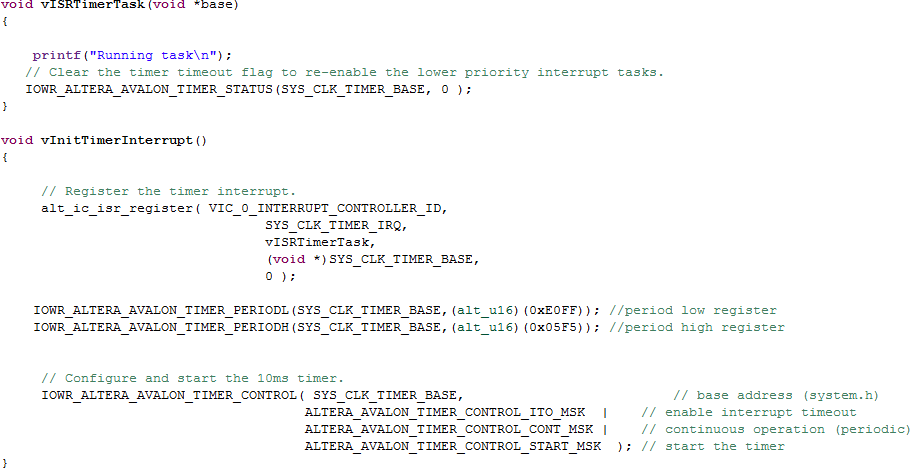 void vISRTimerTask(void *base)
{
printf("Running task\n");
// Clear the timer timeout flag to re-enable the lower priority interrupt tasks.
IOWR_ALTERA_AVALON_TIMER_STATUS(SYS_CLK_TIMER_BASE, 0 );
}
void vInitTimerInterrupt()
{
// Register the timer interrupt.
alt_ic_isr_register( VIC_0_INTERRUPT_CONTROLLER_ID,
SYS_CLK_TIMER_IRQ,
vISRTimerTask,
(void *)SYS_CLK_TIMER_BASE,
0 );
IOWR_ALTERA_AVALON_TIMER_PERIODL(SYS_CLK_TIMER_BASE,(alt_u16)(0xE0FF)); //period low register
IOWR_ALTERA_AVALON_TIMER_PERIODH(SYS_CLK_TIMER_BASE,(alt_u16)(0x05F5)); //period high register
// Configure and start the 10ms timer.
IOWR_ALTERA_AVALON_TIMER_CONTROL( SYS_CLK_TIMER_BASE, // base address (system.h)
ALTERA_AVALON_TIMER_CONTROL_ITO_MSK | // enable interrupt timeout
ALTERA_AVALON_TIMER_CONTROL_CONT_MSK | // continuous operation (periodic)
ALTERA_AVALON_TIMER_CONTROL_START_MSK ); // start the timer
}